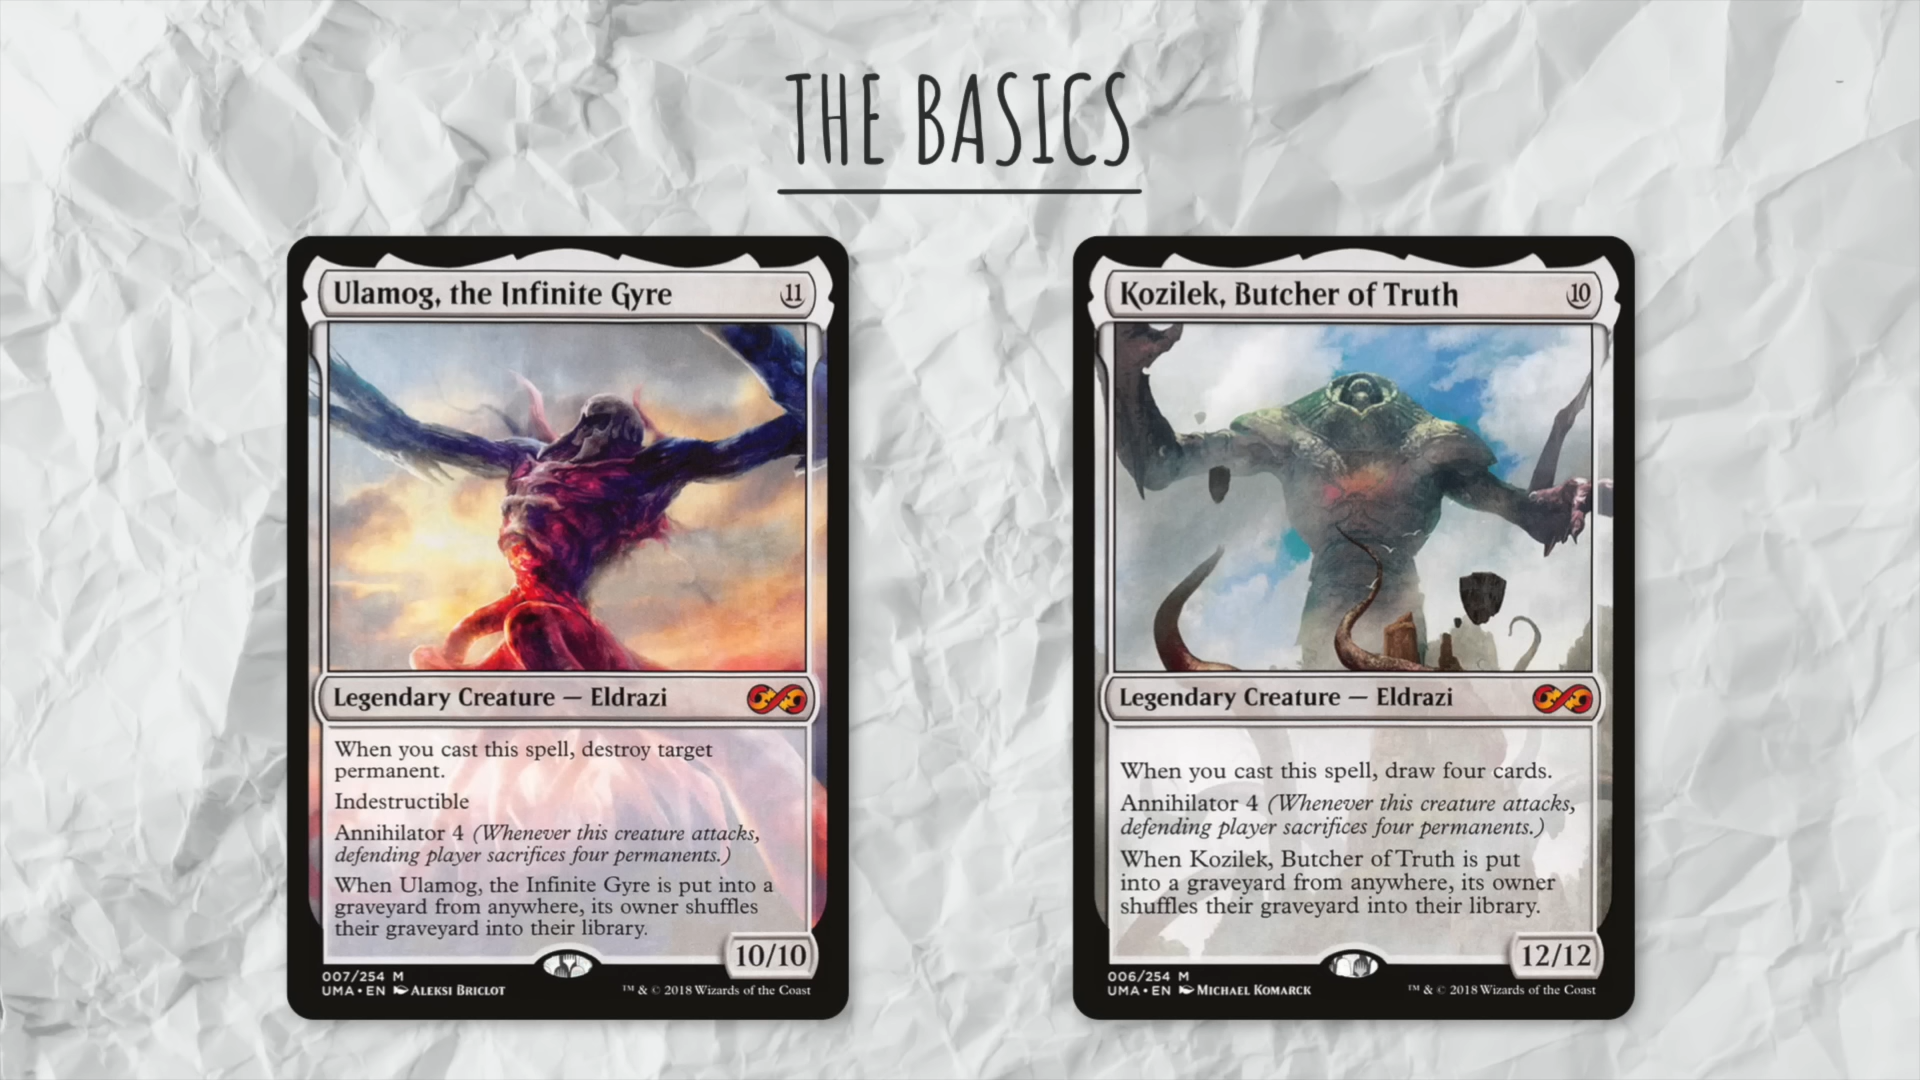 THE BASICS
Ulamog, the Infinite Gyre 11
Legendary Creature — Eldrazi
When you cast this spell, destroy target
permanent.
Indestructible
Annihilator 4 (Whenever this creature attacks,
defending player sacrifices four permanents.)
When Ulamog, the Infinite Gyre is put into a
graveyard from anywhere, its owner shuffles
their graveyard into their library.
10/10
007/254 M
UMA • EN ALEKSI BRICLOT
™ & © 2018 Wizards of the Coast
Kozilek, Butcher of Truth 10
Legendary Creature — Eldrazi
When you cast this spell, draw four cards.
Annihilator 4 (Whenever this creature attacks,
defending player sacrifices four permanents.)
When Kozilek, Butcher of Truth is put
into a graveyard from anywhere, its owner
shuffles their graveyard into their library.
12/12
006/254 M
UMA • EN MICHAEL KOMARCK
™ & © 2018 Wizards of the Coast